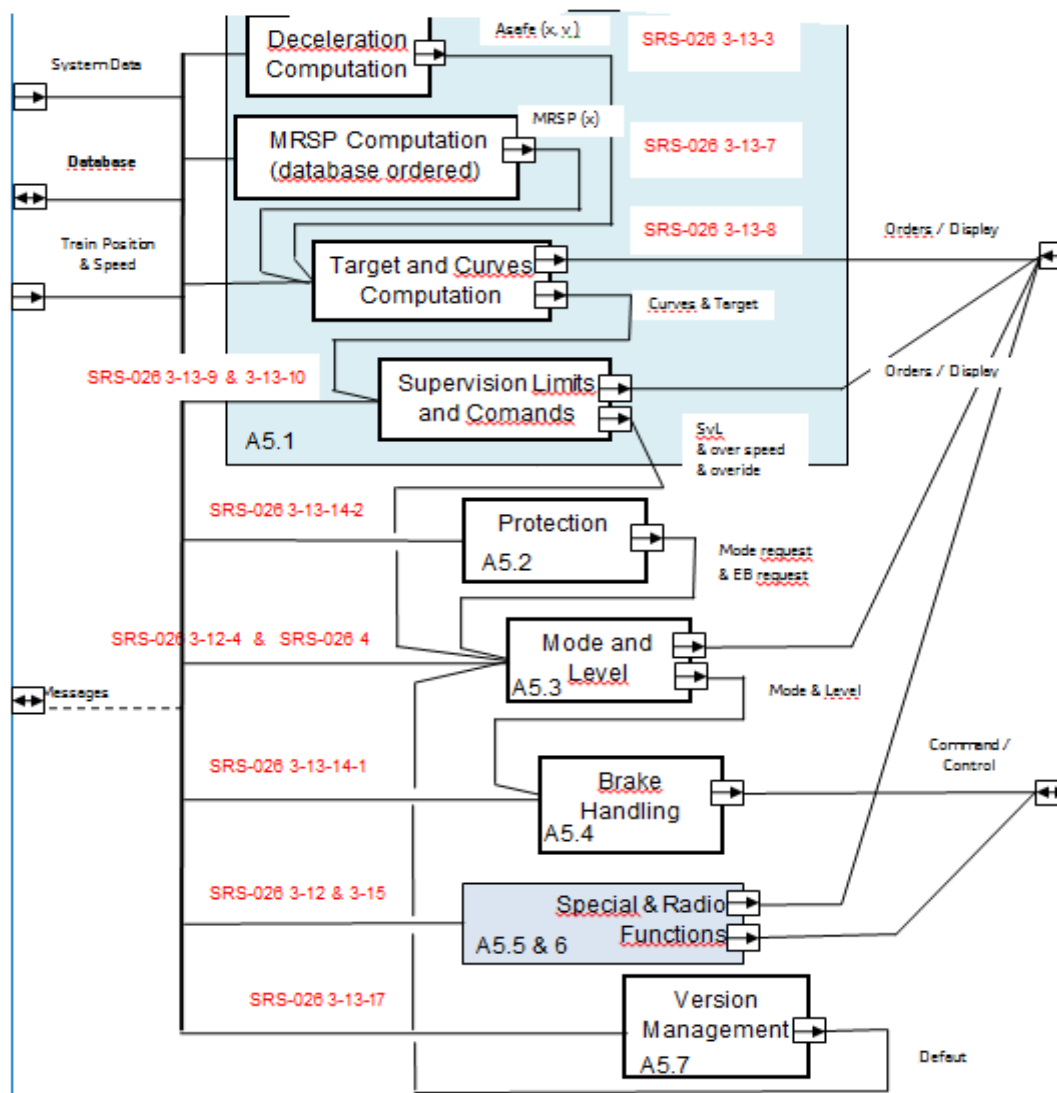 Deceleration
Computation
Asafe (x, v,)
SRS-026 3-13-3
System Data
MRSP (x)
MRSP Computation
(database ordered)
SRS-026 3-13-7
Database
Train Position
& Speed
SRS-026 3-13-8
Orders / Display
Target and Curves
Computation
Curves & Target
SRS-026 3-13-9 & 3-13-10
Supervision Limits
and Comands
Orders / Display
A5.1
SvL
& over speed
& overide
SRS-026 3-13-14-2
Protection
A5.2
Mode request
& EB request
SRS-026 3-12-4 & SRS-026 4
Mode and
Level
A5.3
Messages
Mode & Level
SRS-026 3-13-14-1
Brake
Handling
A5.4
Command /
Control
SRS-026 3-12 & 3-15
Special & Radio
Functions
A5.5 & 6
SRS-026 3-13-17
Version
Management
A5.7
Defaut